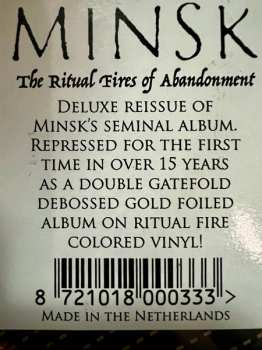 MINSK
The Ritual Fires of Abandonment
DELUXE REISSUE OF
MINSK'S SEMINAL ALBUM.
REPRESSED FOR THE FIRST
TIME IN OVER 15 YEARS
AS A DOUBLE GATEFOLD
DEBOSSED GOLD FOILED
ALBUM ON RITUAL FIRE
COLORED VINYL!
8 721018 000333 >
MADE IN THE NETHERLANDS